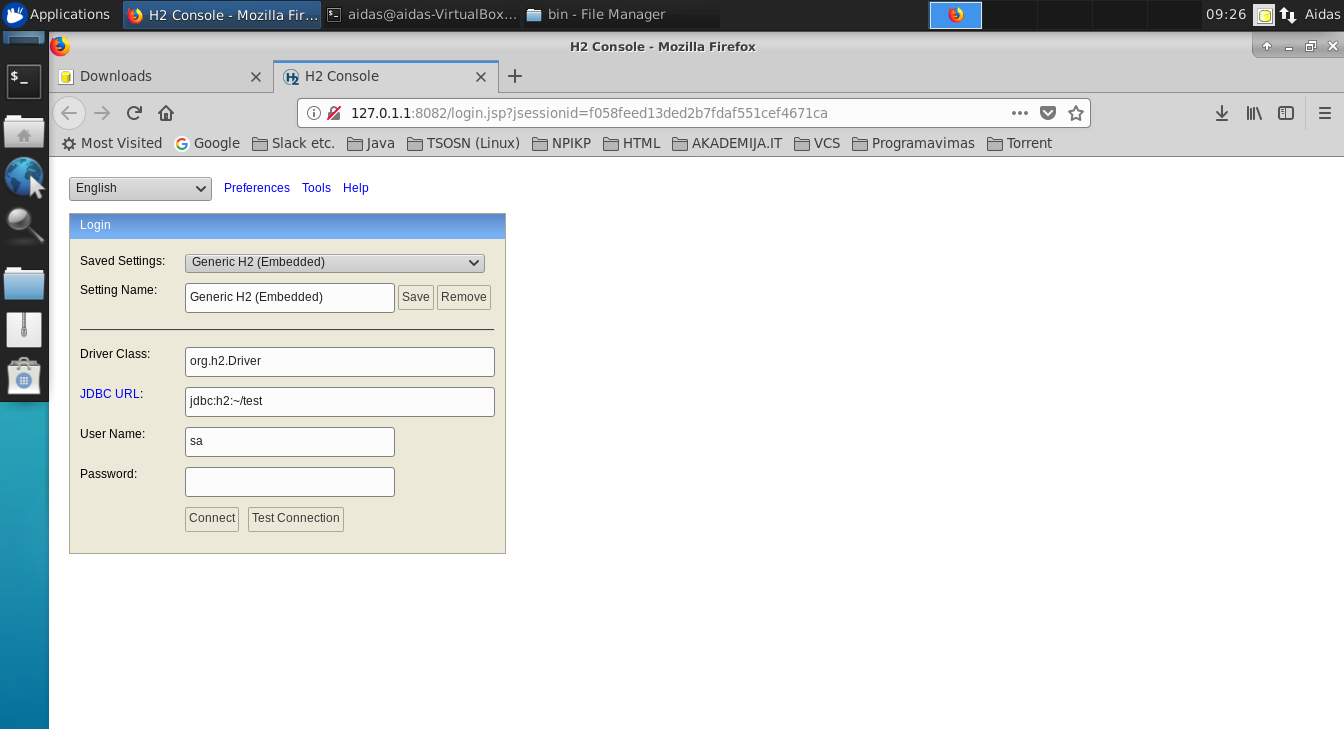 Applications H2 Console - Mozilla Fir... aidas@aidas-VirtualBox... bin - File Manager 09:26 Aidas
H2 Console - Mozilla Firefox
Downloads H2 H2 Console
127.0.1.1:8082/login.jsp?jsessionid=f058feed13ded2b7fdaf551cef4671ca
Most Visited Google Slack etc. Java TSOSN (Linux) NPIKP HTML AKADEMIJA.IT VCS Programavimas Torrent
English Preferences Tools Help
Login
Saved Settings: Generic H2 (Embedded)
Setting Name: Generic H2 (Embedded) Save Remove
Driver Class: org.h2.Driver
JDBC URL: jdbc:h2:~/test
User Name: sa
Password:
Connect Test Connection